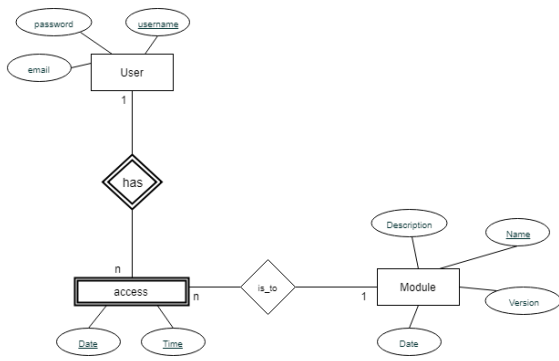 password
username
email
User
1
has
n
access
n
is_to
1
Module
Description
Name
Version
Date
Date
Time